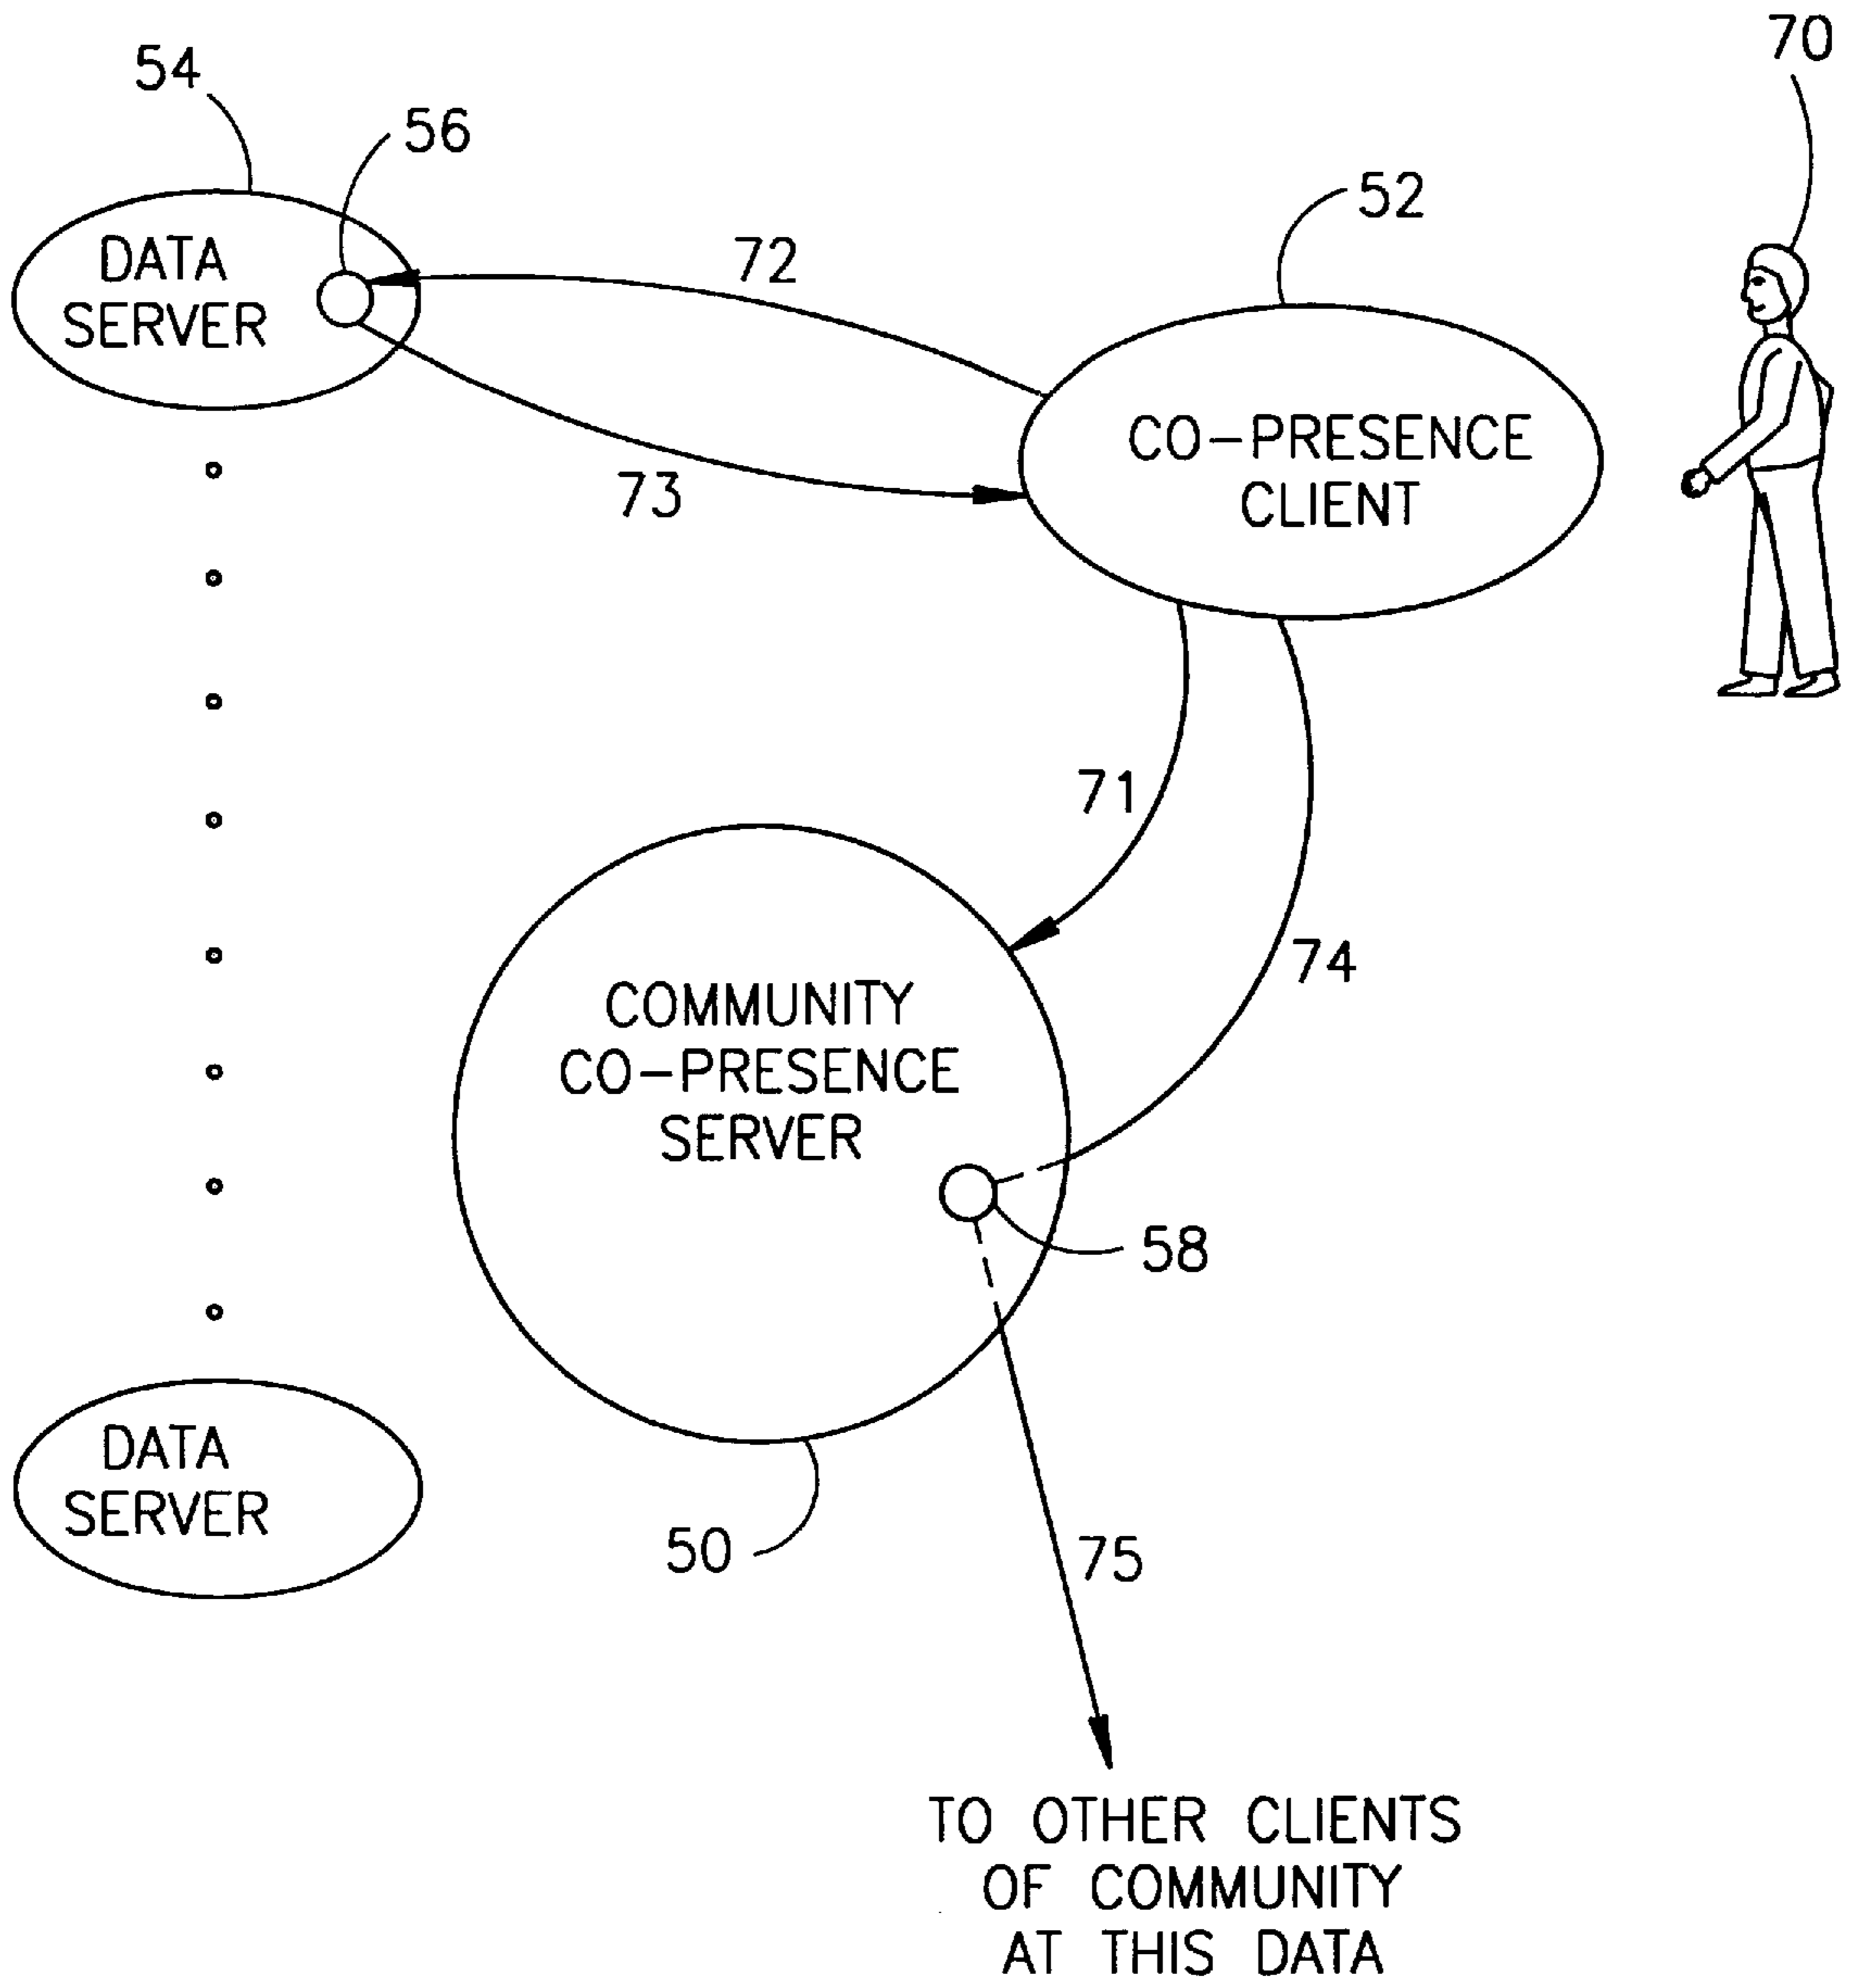 70
54
56
52
DATA
SERVER
72
CO-PRESENCE
CLIENT
73
71
74
COMMUNITY
CO-PRESENCE
SERVER
58
DATA
SERVER
50
75
TO OTHER CLIENTS
OF COMMUNITY
AT THIS DATA